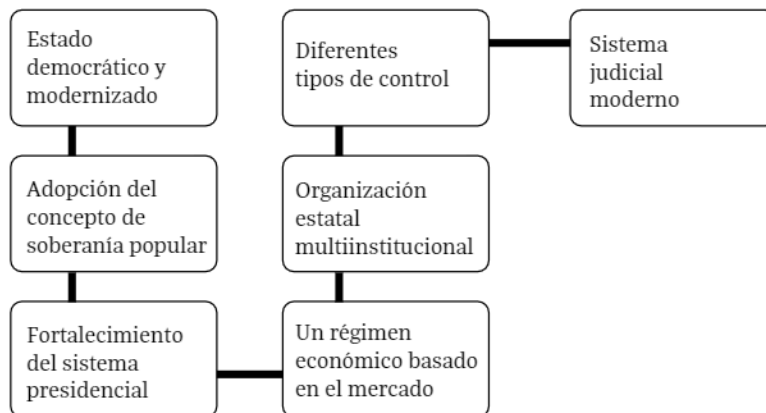 Estado
democrático y
modernizado
Adopción del
concepto de
soberanía popular
Fortalecimiento
del sistema
presidencial
Un régimen
económico basado
en el mercado
Organización
estatal
multiinstitucional
Diferentes
tipos de control
Sistema
judicial
moderno